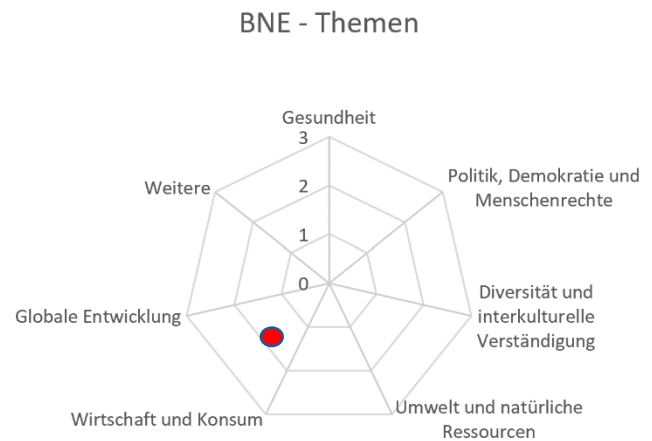 BNE - Themen
Gesundheit
3
2
1
0
Politik, Demokratie und
Menschenrechte
Diversität und
interkulturelle
Verständigung
Umwelt und natürliche
Ressourcen
Wirtschaft und Konsum
Globale Entwicklung
Weitere